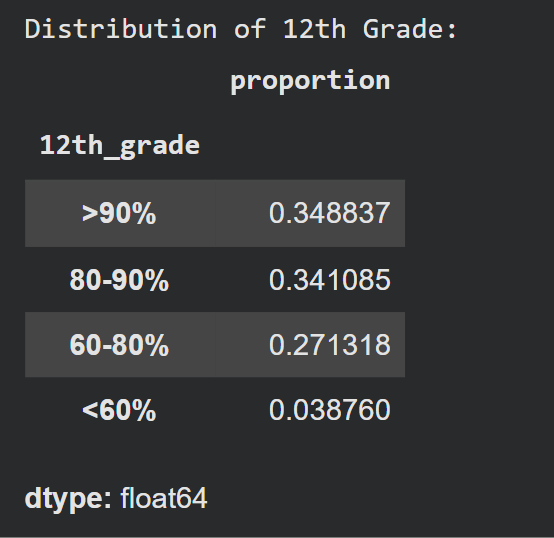 Distribution of 12th Grade:
proportion
12th_grade
>90% 0.348837
80-90% 0.341085
60-80% 0.271318
<60% 0.038760
dtype: float64